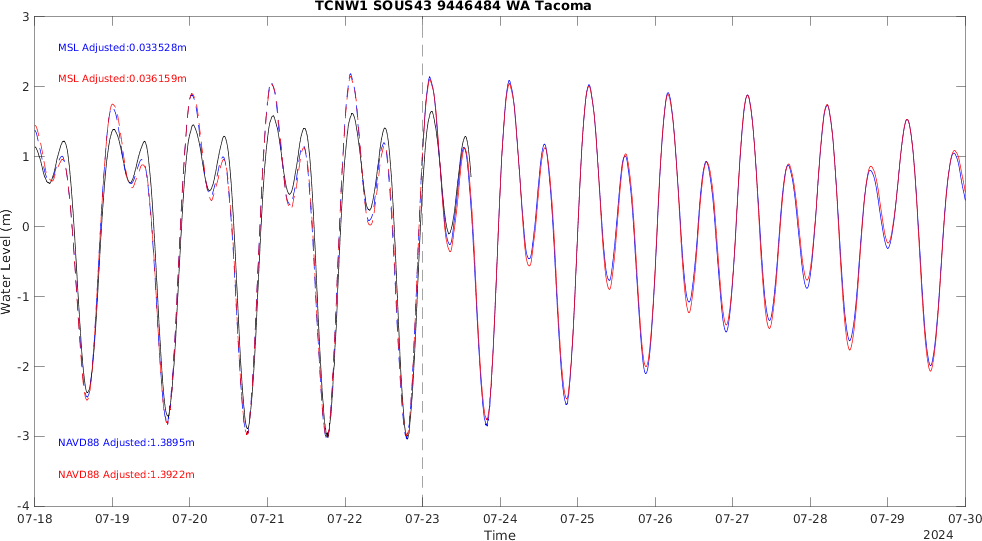 TCNW1 SOUS43 9446484 WA Tacoma
3
MSL Adjusted:0.033528m
MSL Adjusted:0.036159m
2
1
0
Water Level (m)
-1
-2
-3
NAVD88 Adjusted:1.3895m
NAVD88 Adjusted:1.3922m
-4
07-18 07-19 07-20 07-21 07-22 07-23 07-24 07-25 07-26 07-27 07-28 07-29 07-30
Time
2024